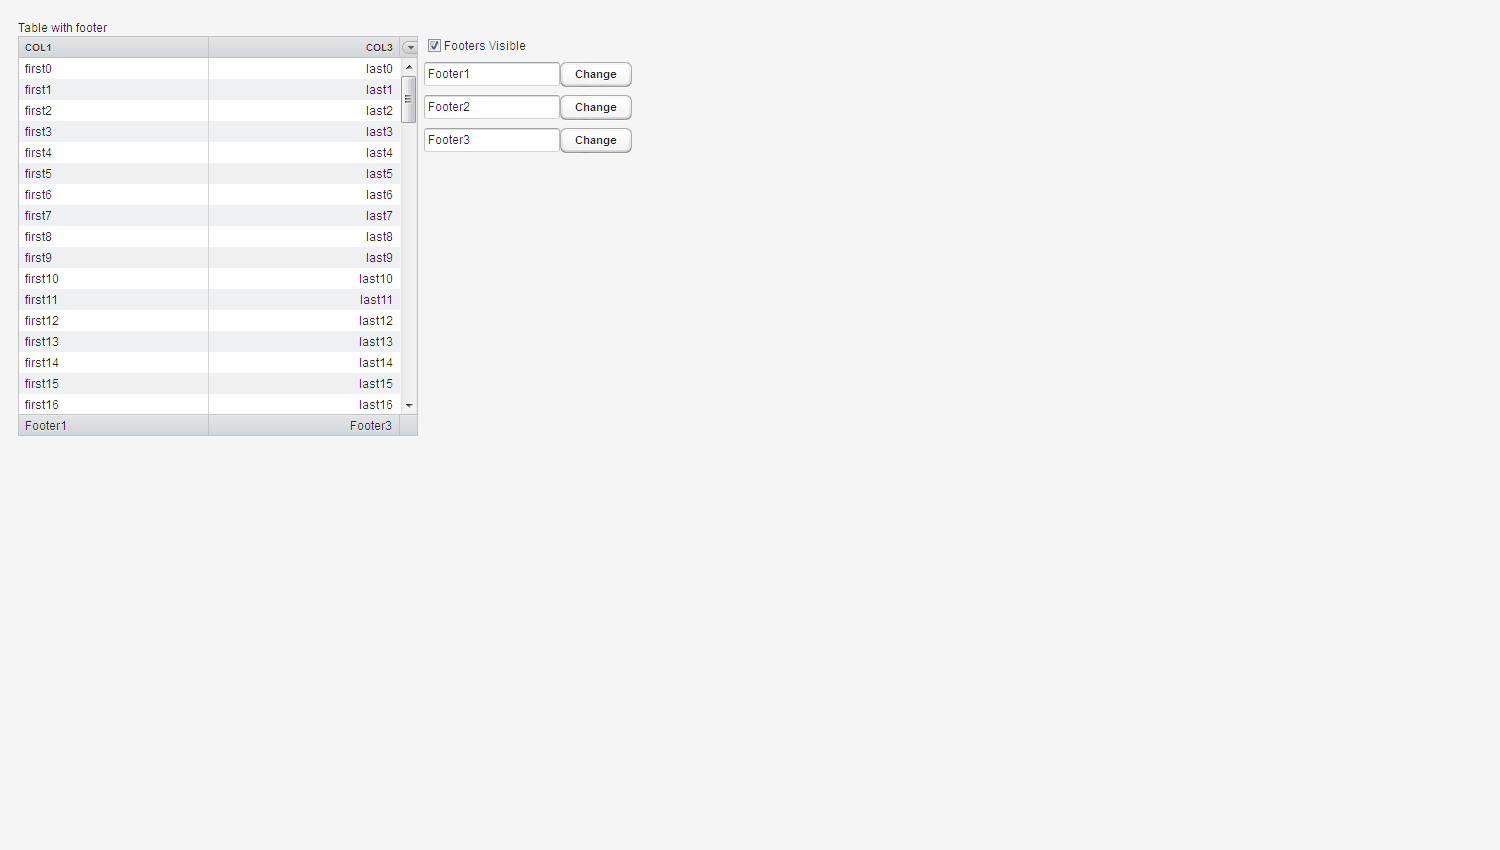 Table with footer
COL1 COL3
first0 last0
first1 last1
first2 last2
first3 last3
first4 last4
first5 last5
first6 last6
first7 last7
first8 last8
first9 last9
first10 last10
first11 last11
first12 last12
first13 last13
first14 last14
first15 last15
first16 last16
Footer1 Footer3
Footers Visible
Footer1 Change
Footer2 Change
Footer3 Change